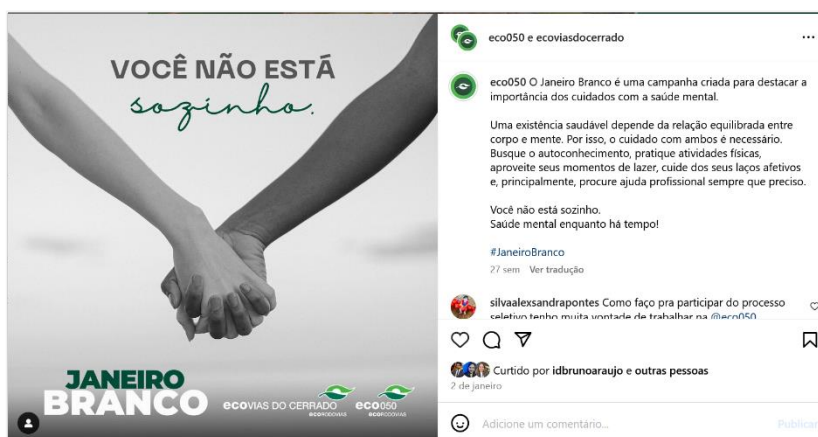 VOCÊ NÃO ESTÁ
sozinho.
JANEIRO
BRANCO
ecoVIAS DO CERRADO
ecoRODOVIAS
eco050
ecoRODOVIAS
eco050 e ecoviasdocerrado
eco050 O Janeiro Branco é uma campanha criada para destacar a
importância dos cuidados com a saúde mental.
Uma existência saudável depende da relação equilibrada entre
corpo e mente. Por isso, o cuidado com ambos é necessário.
Busque o autoconhecimento, pratique atividades físicas,
aproveite seus momentos de lazer, cuide dos seus laços afetivos
e, principalmente, procure ajuda profissional sempre que preciso.
Você não está sozinho.
Saúde mental enquanto há tempo!
#JaneiroBranco
27 sem Ver tradução
silvaalexsandrapontes Como faço pra participar do processo
seletivo tenho muita vontade de trabalhar na @eco050
Curtido por idbrunoaraujo e outras pessoas
2 de janeiro
Adicione um comentário...
Publicar